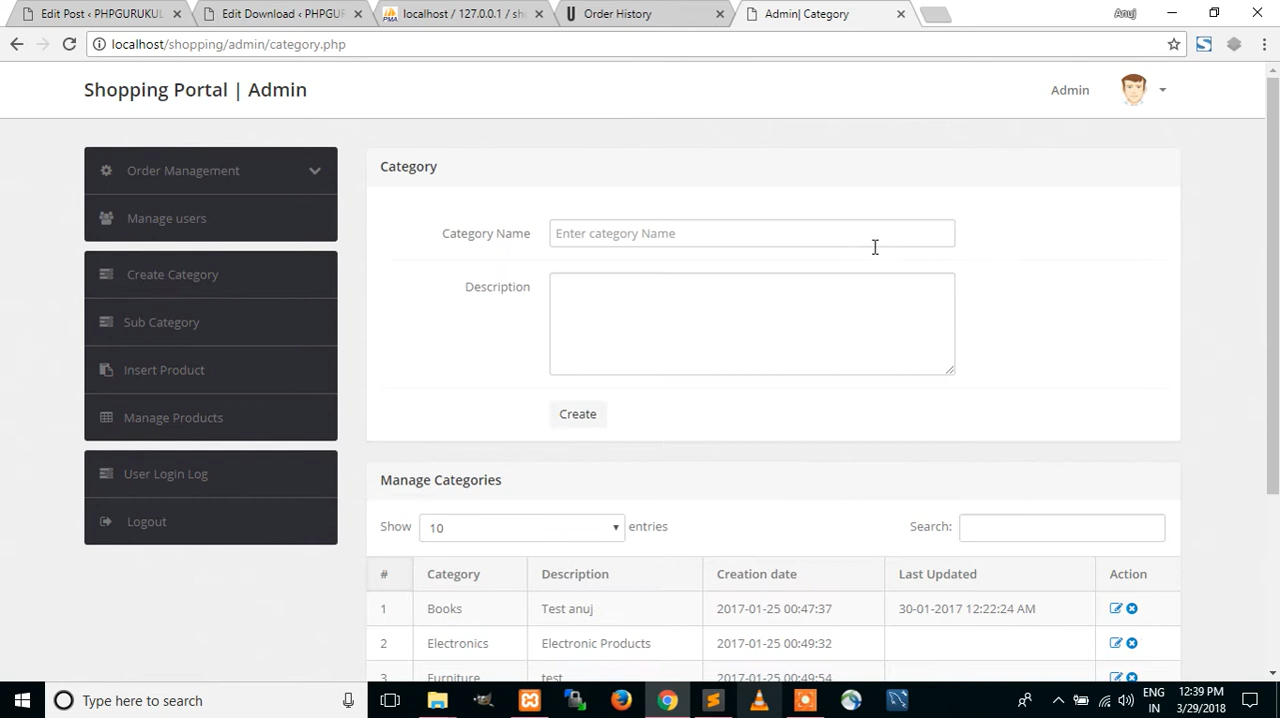 Edit Post ‹ PHPGURUKUL
Edit Download ‹ PHPGUR
localhost / 127.0.0.1 / sho
Order History
Admin| Category
Anuj
localhost/shopping/admin/category.php
Shopping Portal | Admin
Admin
Order Management
Manage users
Create Category
Sub Category
Insert Product
Manage Products
User Login Log
Logout
Category
Category Name
Enter category Name
Description
Create
Manage Categories
Show 10 entries
Search:
# Category Description Creation date Last Updated Action
1 Books Test anuj 2017-01-25 00:47:37 30-01-2017 12:22:24 AM
2 Electronics Electronic Products 2017-01-25 00:49:32
3 Furniture test 2017-01-25 00:49:54
Type here to search
ENG
IN
12:39 PM
3/29/2018